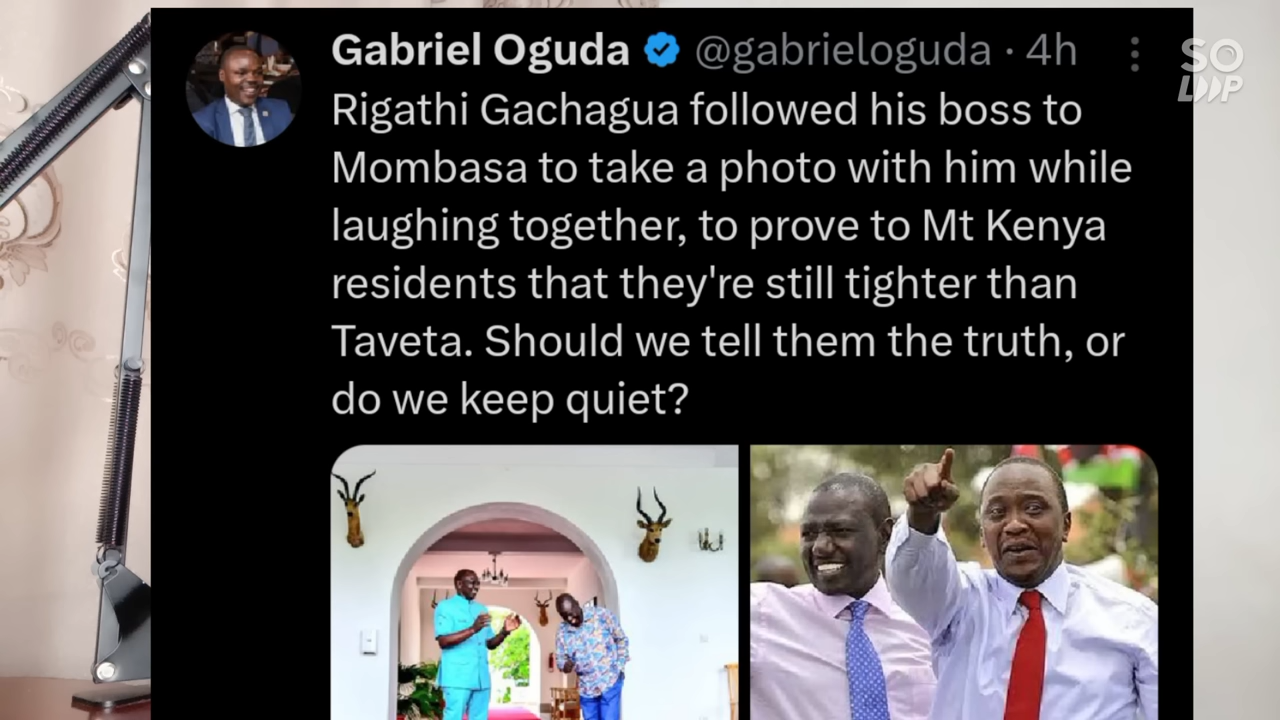 Gabriel Oguda @gabrieloguda · 4h
SO
Rigathi Gachagua followed his boss to
Mombasa to take a photo with him while
laughing together, to prove to Mt Kenya
residents that they're still tighter than
Taveta. Should we tell them the truth, or
do we keep quiet?